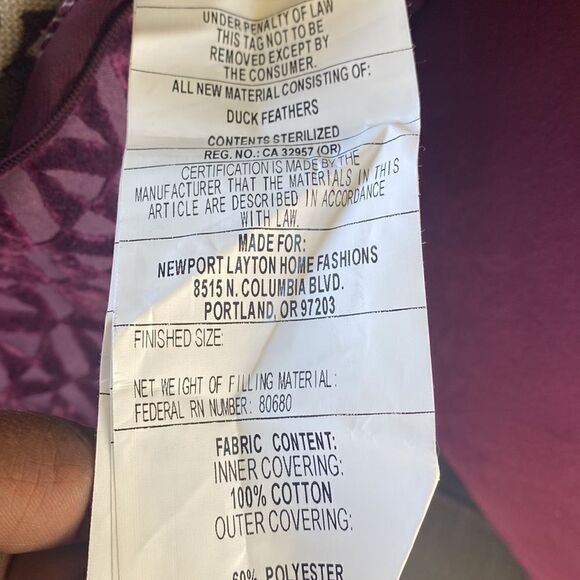 UNDER PENALTY OF LAW
THIS TAG NOT TO BE
REMOVED EXCEPT BY
THE CONSUMER.
ALL NEW MATERIAL CONSISTING OF:
DUCK FEATHERS
CONTENTS STERILIZED
REG. NO.: CA 32957 (OR)
CERTIFICATION IS MADE BY THE
MANUFACTURER THAT THE MATERIALS IN THIS
ARTICLE ARE DESCRIBED IN ACCORDANCE
WITH LAW.
MADE FOR:
NEWPORT LAYTON HOME FASHIONS
8515 N. COLUMBIA BLVD.
PORTLAND, OR 97203
FINISHED SIZE:
NET WEIGHT OF FILLING MATERIAL:
FEDERAL RN NUMBER: 80680
FABRIC CONTENT:
INNER COVERING:
100% COTTON
OUTER COVERING:
60% POLYESTER